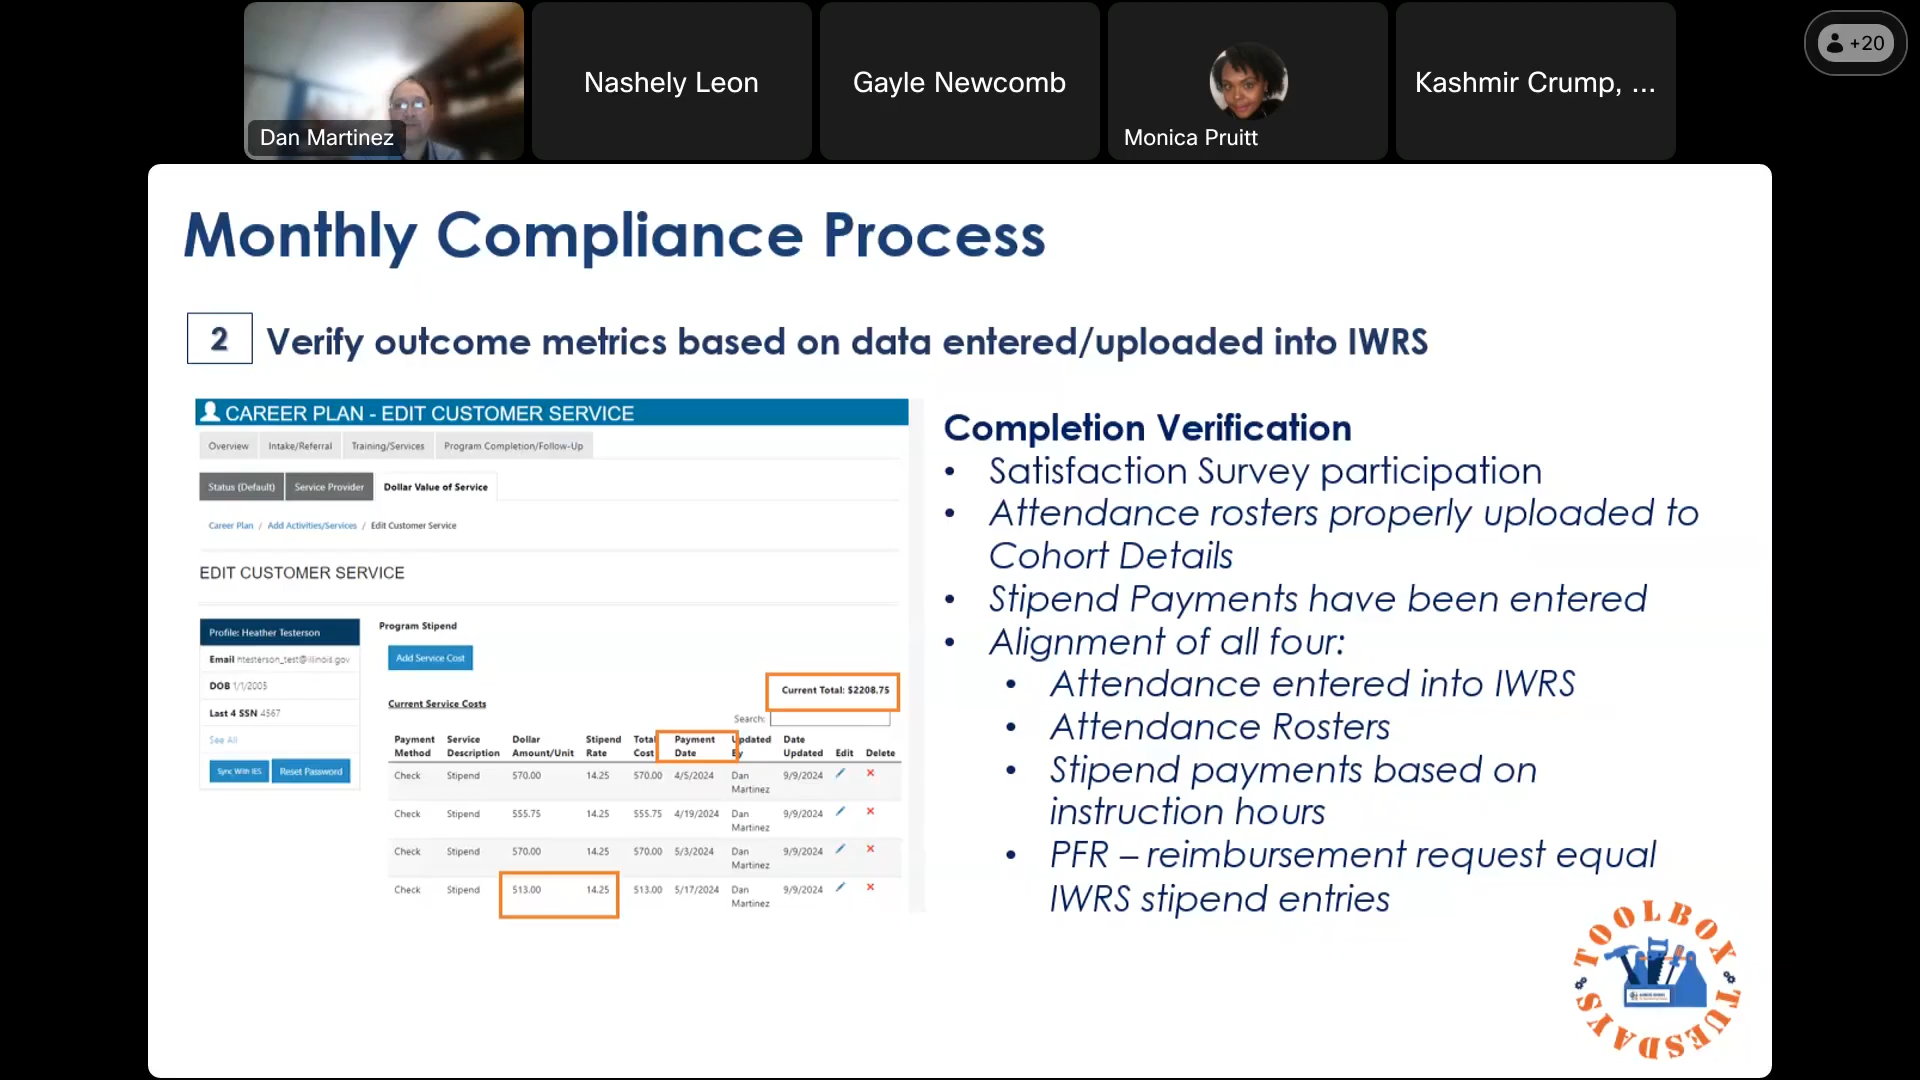 Dan Martinez
Nashely Leon
Gayle Newcomb
Monica Pruitt
Kashmir Crump, ...
+20
Monthly Compliance Process
2
Verify outcome metrics based on data entered/uploaded into IWRS
CAREER PLAN - EDIT CUSTOMER SERVICE
Overview Intake/Referral Training/Services Program Completion/Follow-Up
Status (Default) Service Provider Dollar Value of Service
Career Plan / Add Activities/Services / Edit Customer Service
EDIT CUSTOMER SERVICE
Profile: Heather Testerson
Email htesterson_test@illinois.gov
DOB 1/1/2005
Last 4 SSN 4567
See All
Sync With IES Reset Password
Program Stipend
Add Service Cost
Current Total: $2208.75
Current Service Costs
Search:
Payment Service Dollar Stipend Total Payment Updated Date
Method Description Amount/Unit Rate Cost Date By Updated Edit Delete
Check Stipend 570.00 14.25 570.00 4/5/2024 Dan 9/9/2024
Martinez
Check Stipend 555.75 14.25 555.75 4/19/2024 Dan 9/9/2024
Martinez
Check Stipend 570.00 14.25 570.00 5/3/2024 Dan 9/9/2024
Martinez
Check Stipend 513.00 14.25 513.00 5/17/2024 Dan 9/9/2024
Martinez
Completion Verification
• Satisfaction Survey participation
• Attendance rosters properly uploaded to
Cohort Details
• Stipend Payments have been entered
• Alignment of all four:
• Attendance entered into IWRS
• Attendance Rosters
• Stipend payments based on
instruction hours
• PFR – reimbursement request equal
IWRS stipend entries
TOOLBOX
TUESDAYS